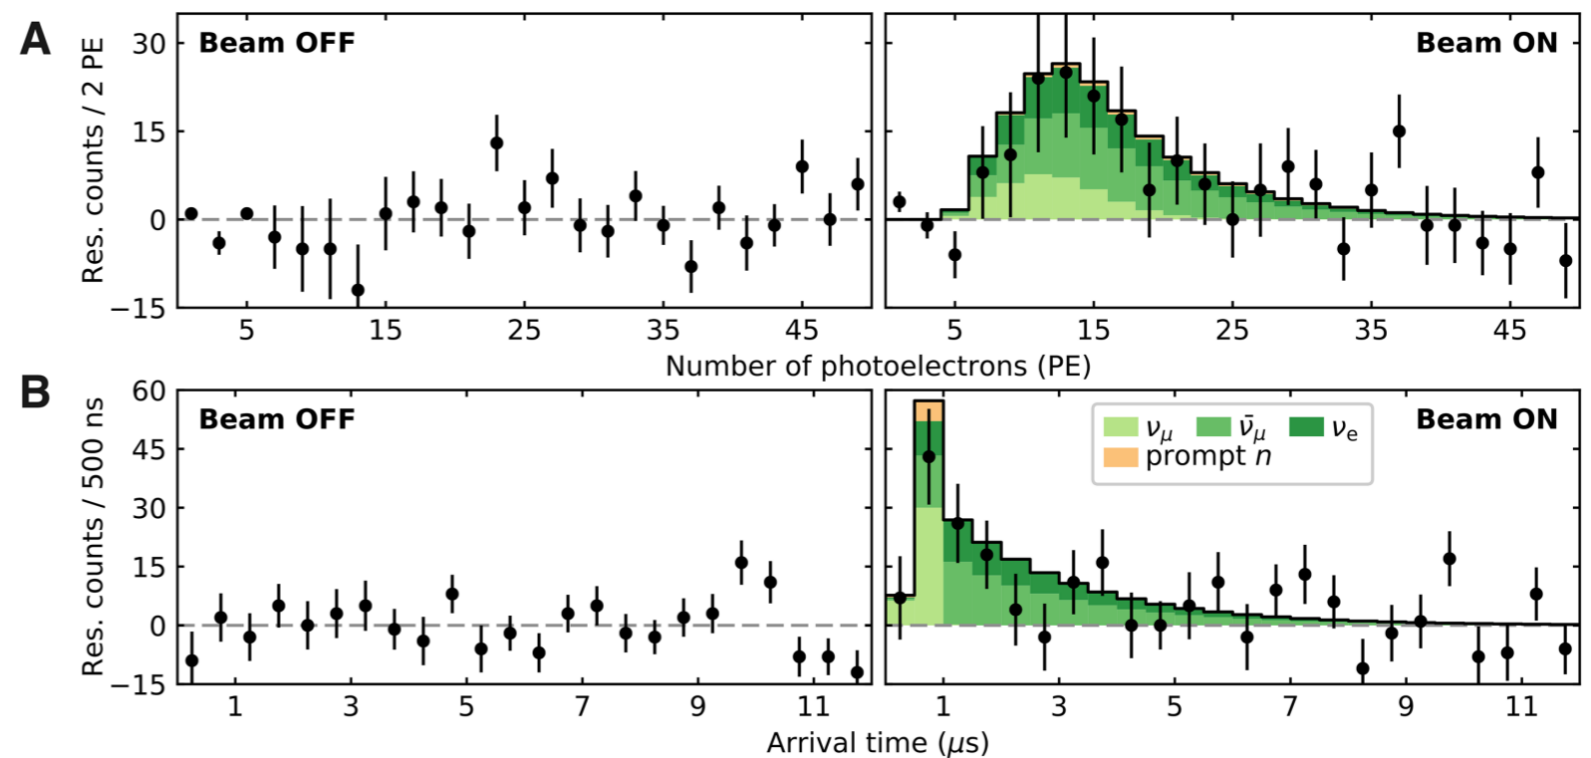 A
Res. counts / 2 PE
30
15
0
−15
Beam OFF
Beam ON
5 15 25 35 45
5 15 25 35 45
Number of photoelectrons (PE)
B
Res. counts / 500 ns
60
45
30
15
0
−15
Beam OFF
Beam ON
νμ ν̄μ νe
prompt n
1 3 5 7 9 11
1 3 5 7 9 11
Arrival time (μs)